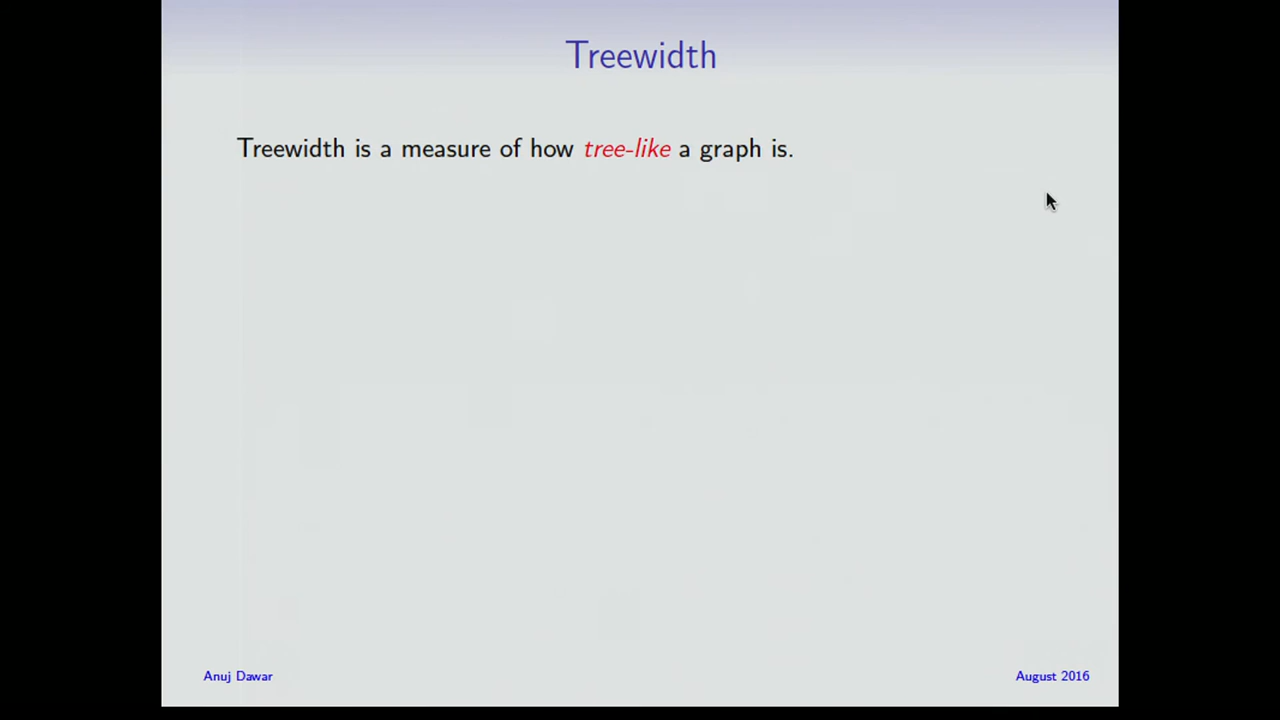 Treewidth
Treewidth is a measure of how tree-like a graph is.
Anuj Dawar
August 2016